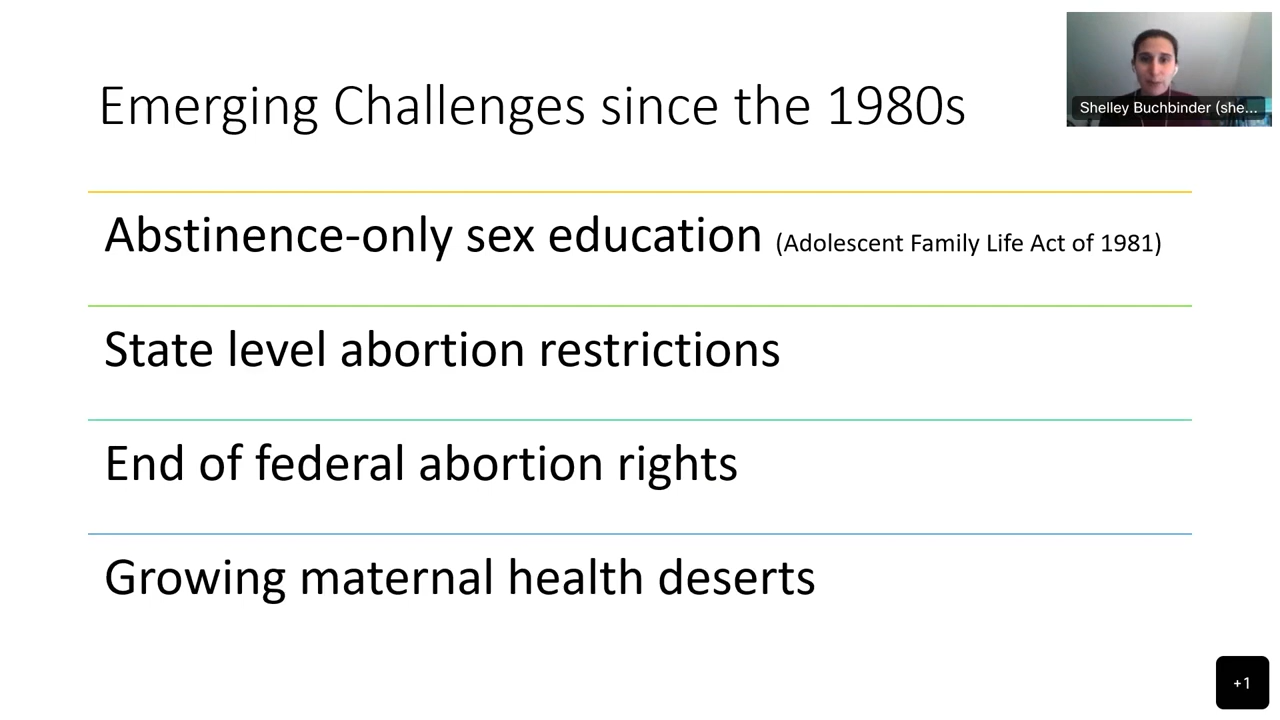 Emerging Challenges since the 1980s
Shelley Buchbinder (she...
Abstinence-only sex education (Adolescent Family Life Act of 1981)
State level abortion restrictions
End of federal abortion rights
Growing maternal health deserts
+1